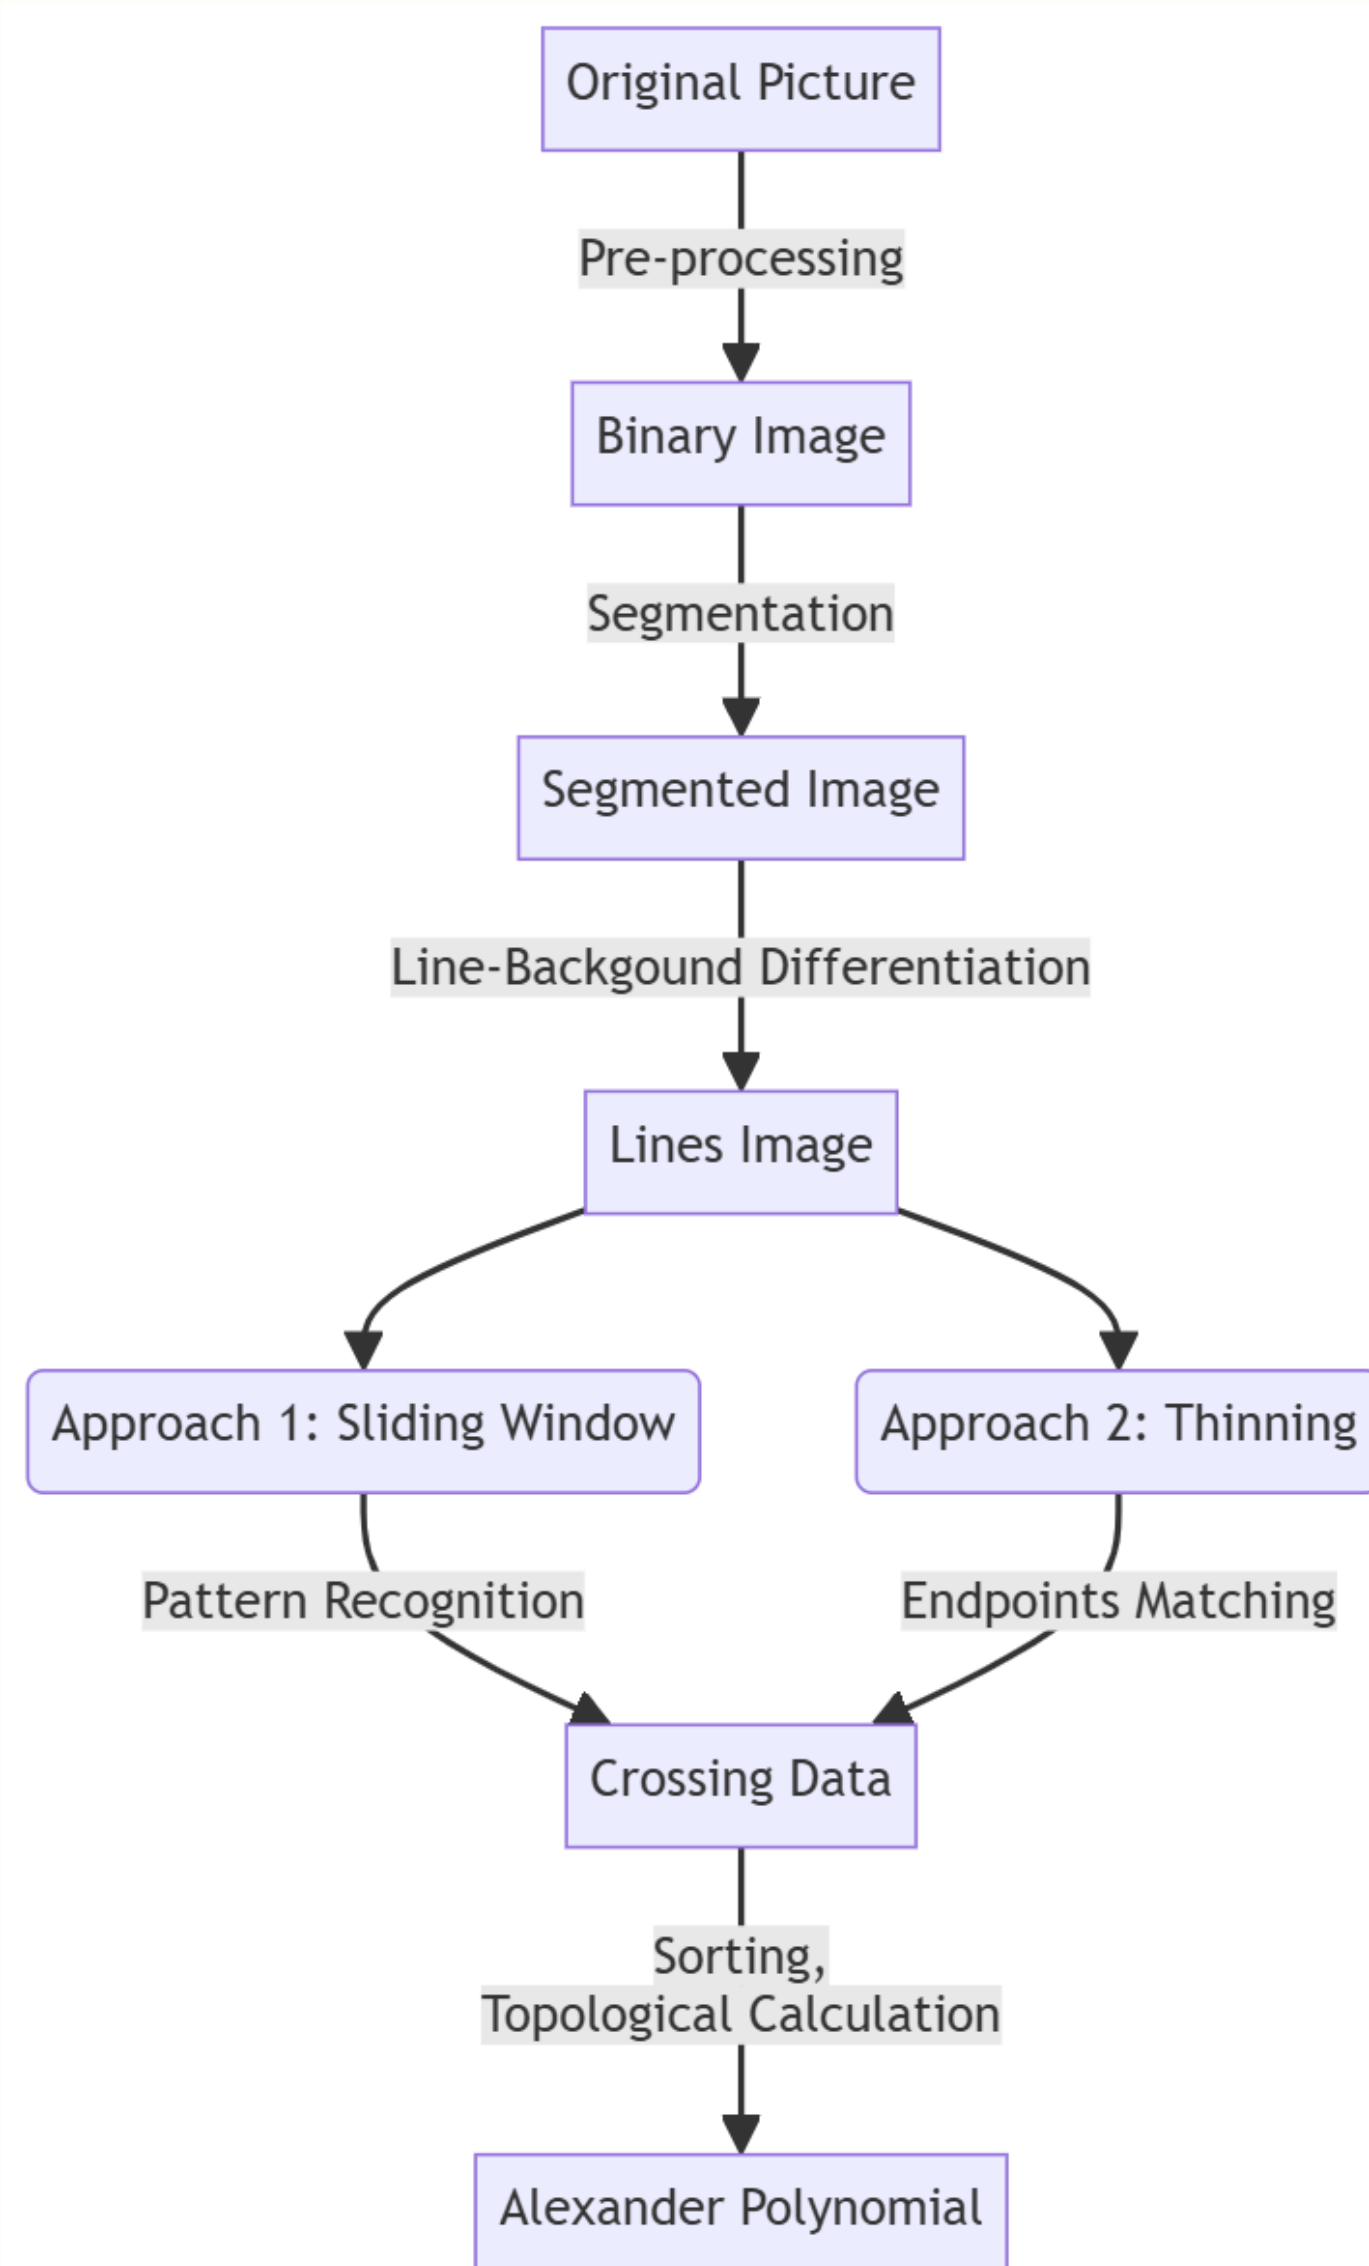 Original Picture
Pre-processing
Binary Image
Segmentation
Segmented Image
Line-Backgound Differentiation
Lines Image
Approach 1: Sliding Window
Approach 2: Thinning
Pattern Recognition
Endpoints Matching
Crossing Data
Sorting,
Topological Calculation
Alexander Polynomial